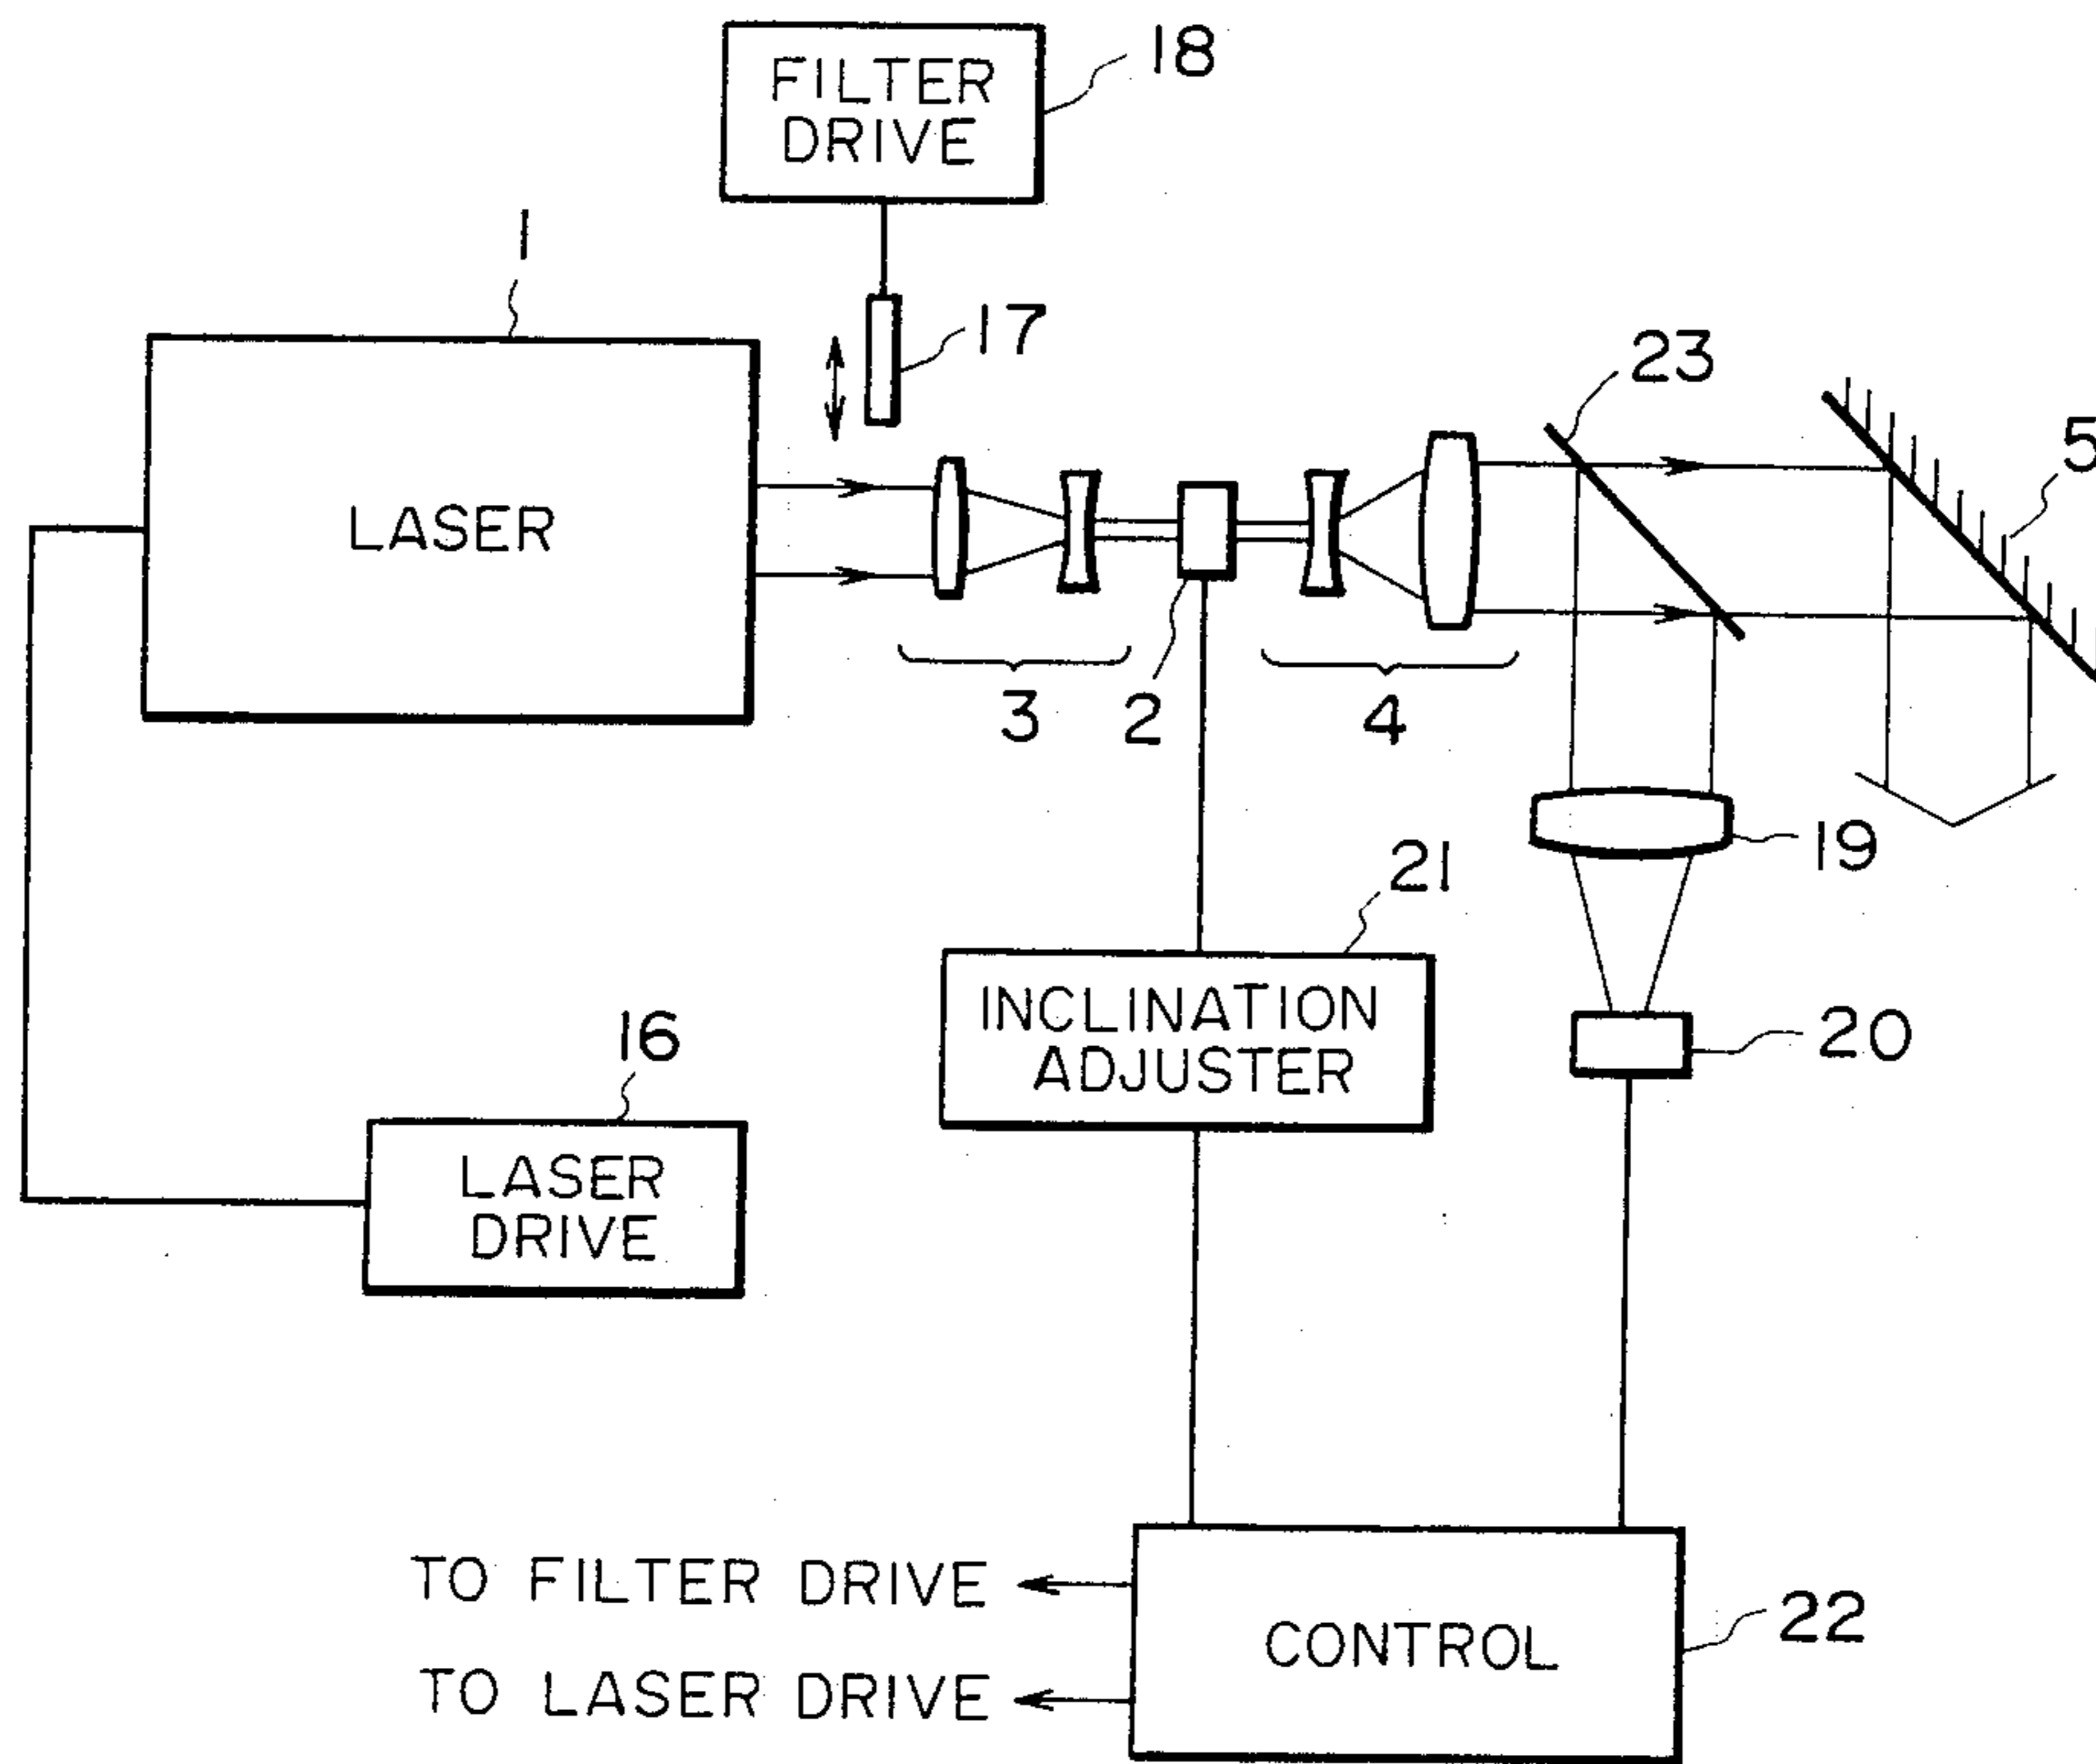 FILTER
DRIVE
18
1
17
LASER
23
5
3
2
4
19
21
INCLINATION
ADJUSTER
20
16
LASER
DRIVE
TO FILTER DRIVE
TO LASER DRIVE
CONTROL
22